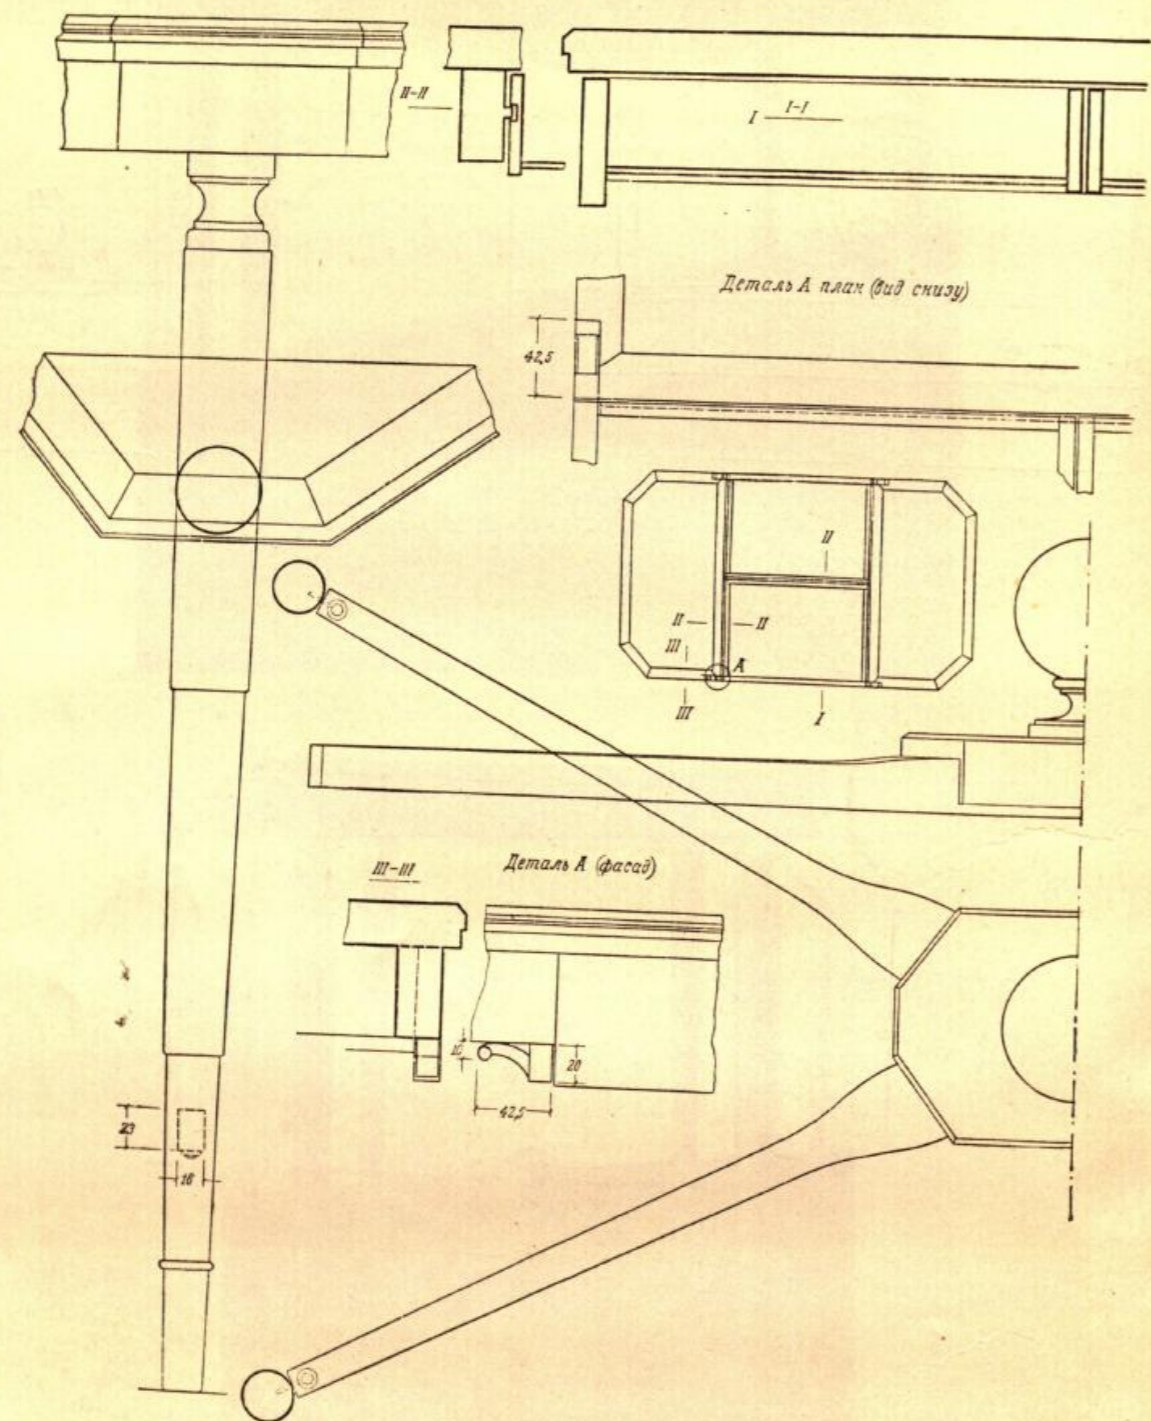 II-II
I
I-I
Деталь А план (вид снизу)
42,5
II
II
II
III
А
III
I
III-III
Деталь А (фасад)
10
20
42,5
23
16